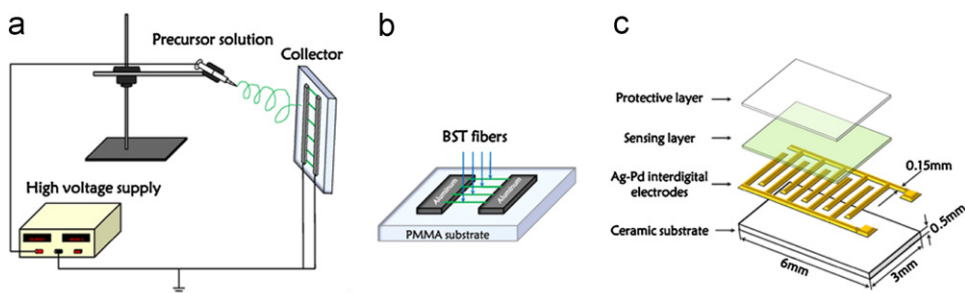 a
Precursor solution
Collector
High voltage supply
b
BST fibers
Aluminum
Aluminum
PMMA substrate
c
Protective layer
Sensing layer
Ag-Pd interdigital
electrodes
Ceramic substrate
0.15mm
0.5mm
3mm
6mm